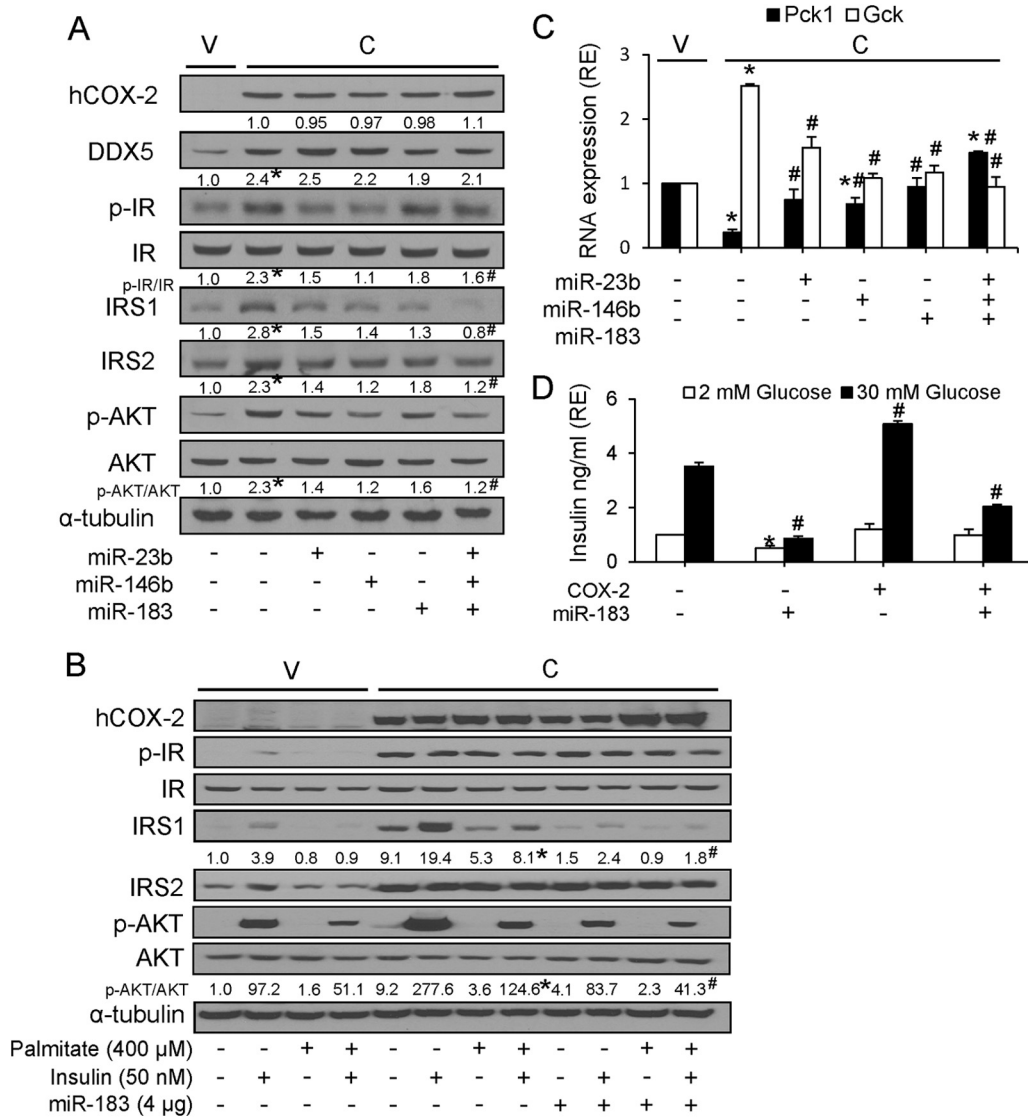 A
V C
hCOX-2
1.0 0.95 0.97 0.98 1.1
DDX5
1.0 2.4* 2.5 2.2 1.9 2.1
p-IR
IR
p-IR/IR 1.0 2.3* 1.5 1.1 1.8 1.6#
IRS1
1.0 2.8* 1.5 1.4 1.3 0.8#
IRS2
1.0 2.3* 1.4 1.2 1.8 1.2#
p-AKT
AKT
p-AKT/AKT 1.0 2.3* 1.4 1.2 1.6 1.2#
α-tubulin
miR-23b - - + - - +
miR-146b - - - + - +
miR-183 - - - - + +
C
Pck1 Gck
V C
RNA expression (RE)
3
2
1
0
* * # # *# # # # *# #
miR-23b - - + - - +
miR-146b - - - + - +
miR-183 - - - - + +
D
2 mM Glucose 30 mM Glucose
Insulin ng/ml (RE)
6
4
2
0
* # # #
COX-2 - - + +
miR-183 - + - +
B
V C
hCOX-2
p-IR
IR
IRS1
1.0 3.9 0.8 0.9 9.1 19.4 5.3 8.1* 1.5 2.4 0.9 1.8#
IRS2
p-AKT
AKT
p-AKT/AKT 1.0 97.2 1.6 51.1 9.2 277.6 3.6 124.6* 4.1 83.7 2.3 41.3#
α-tubulin
Palmitate (400 µM) - - + + - - + + - - + +
Insulin (50 nM) - + - + - + - + - + - +
miR-183 (4 µg) - - - - - - - - + + + +